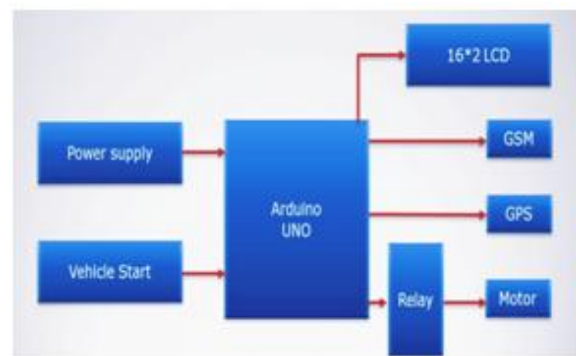 16*2 LCD
Power supply
GSM
Arduino
UNO
GPS
Vehicle Start
Relay
Motor